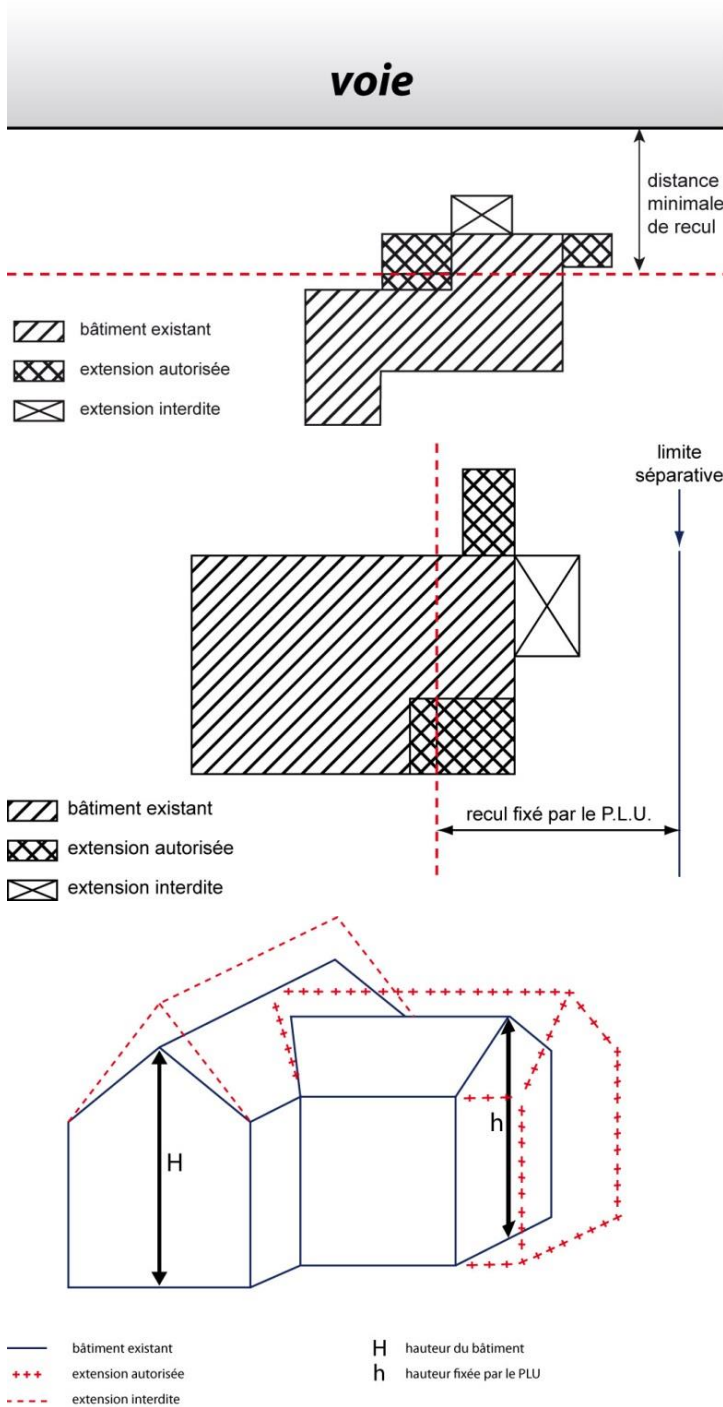 voie
distance
minimale
de recul
bâtiment existant
extension autorisée
extension interdite
limite
séparative
bâtiment existant
recul fixé par le P.L.U.
extension autorisée
extension interdite
H
h
bâtiment existant
H hauteur du bâtiment
extension autorisée
h hauteur fixée par le PLU
extension interdite